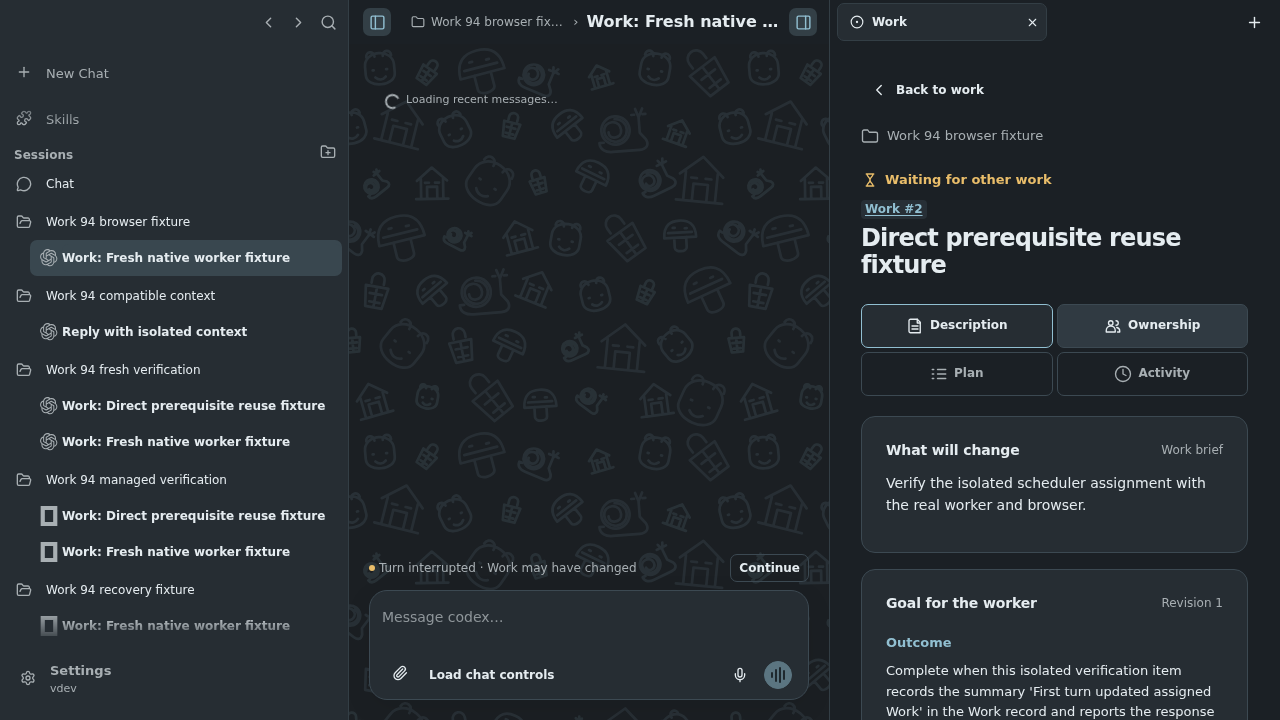 New Chat
Skills
Sessions
Chat
Work 94 browser fixture
Work: Fresh native worker fixture
Work 94 compatible context
Reply with isolated context
Work 94 fresh verification
Work: Direct prerequisite reuse fixture
Work: Fresh native worker fixture
Work 94 managed verification
Work: Direct prerequisite reuse fixture
Work: Fresh native worker fixture
Work 94 recovery fixture
Work: Fresh native worker fixture
Settings
vdev
Work 94 browser fix… › Work: Fresh native …
Loading recent messages…
Turn interrupted · Work may have changed
Continue
Message codex…
Load chat controls
Work
Back to work
Work 94 browser fixture
Waiting for other work
Work #2
Direct prerequisite reuse
fixture
Description
Ownership
Plan
Activity
What will change
Work brief
Verify the isolated scheduler assignment with
the real worker and browser.
Goal for the worker
Revision 1
Outcome
Complete when this isolated verification item
records the summary 'First turn updated assigned
Work' in the Work record and reports the response